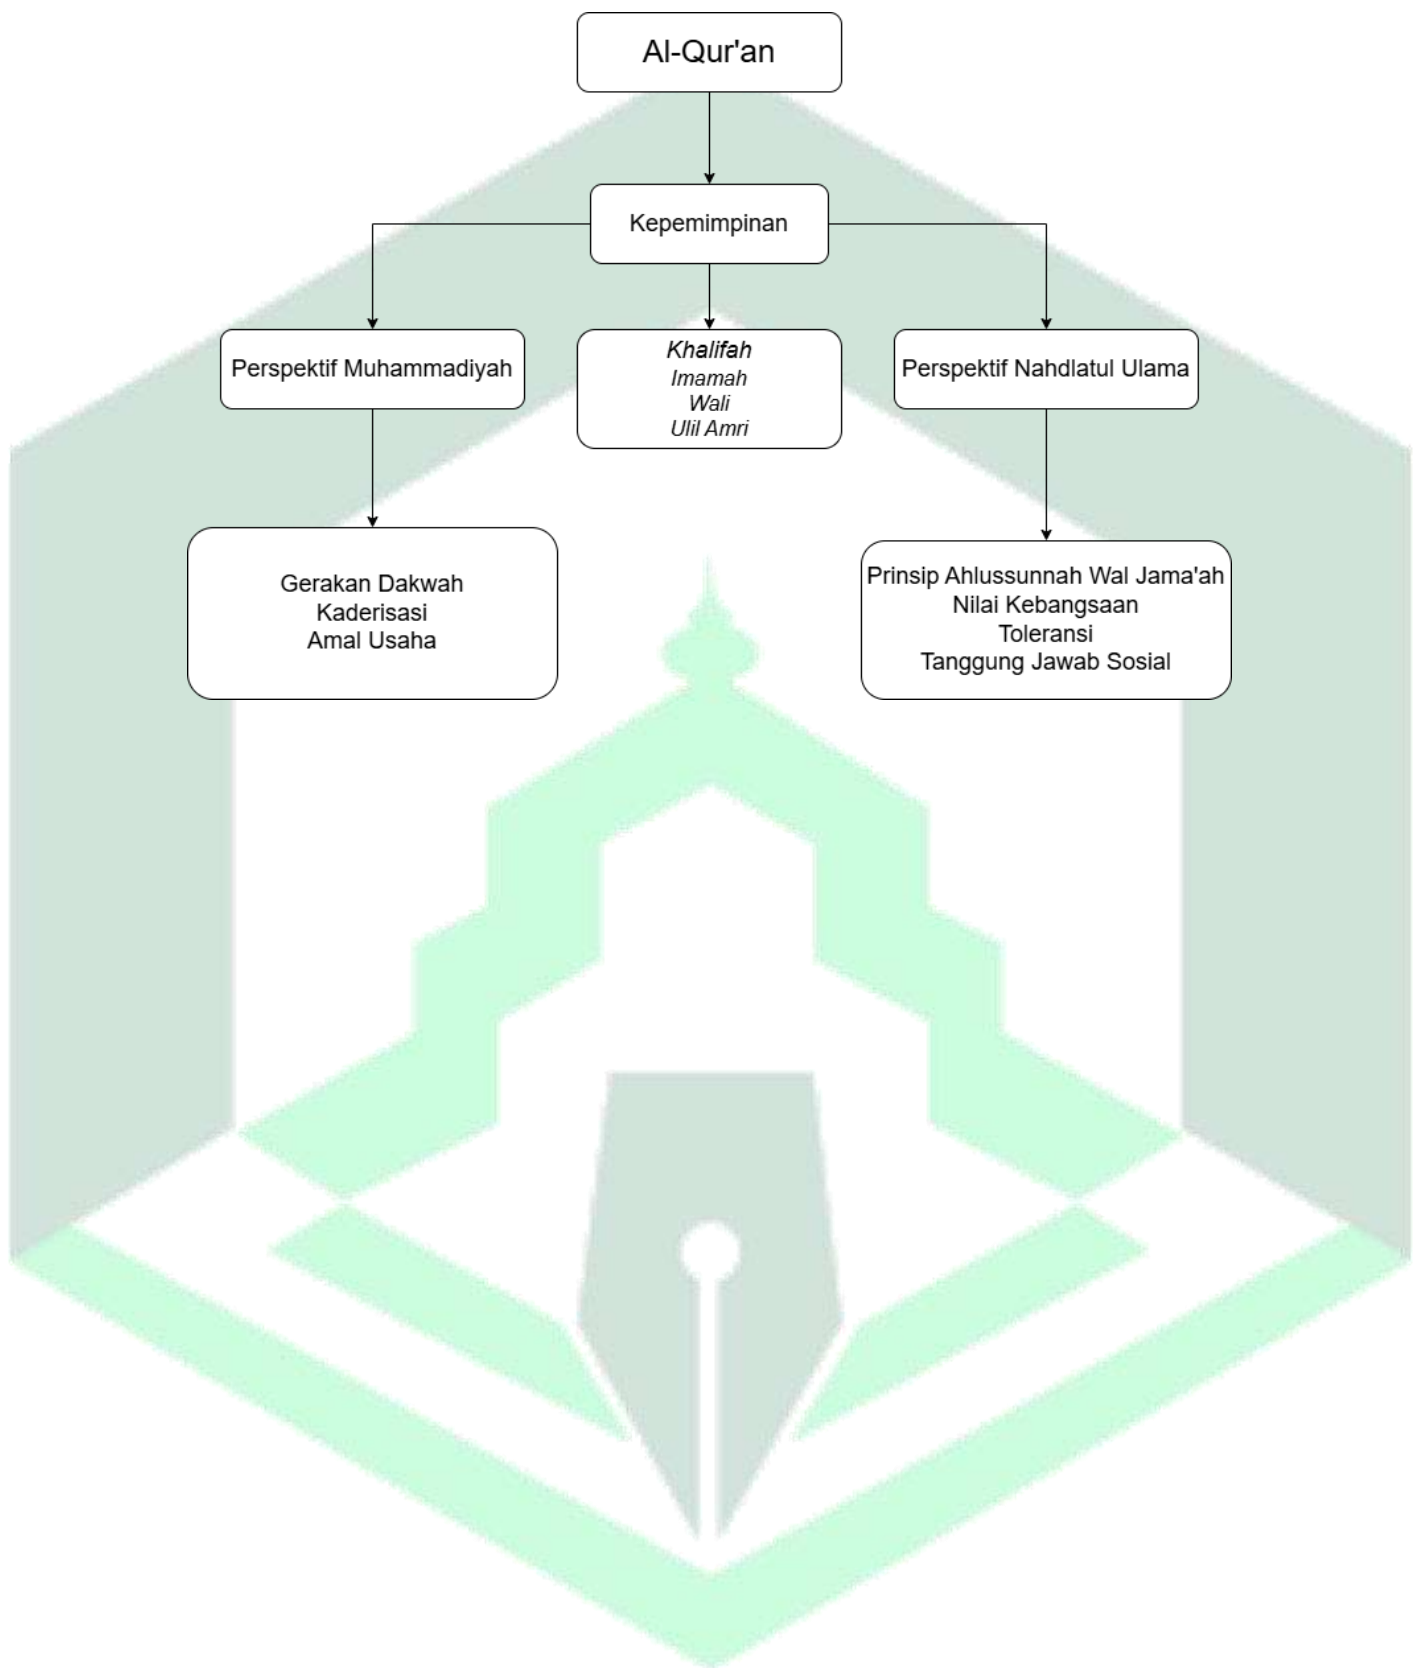 Al-Qur'an
Kepemimpinan
Perspektif Muhammadiyah
Khalifah
Imamah
Wali
Ulil Amri
Perspektif Nahdlatul Ulama
Gerakan Dakwah
Kaderisasi
Amal Usaha
Prinsip Ahlussunnah Wal Jama'ah
Nilai Kebangsaan
Toleransi
Tanggung Jawab Sosial